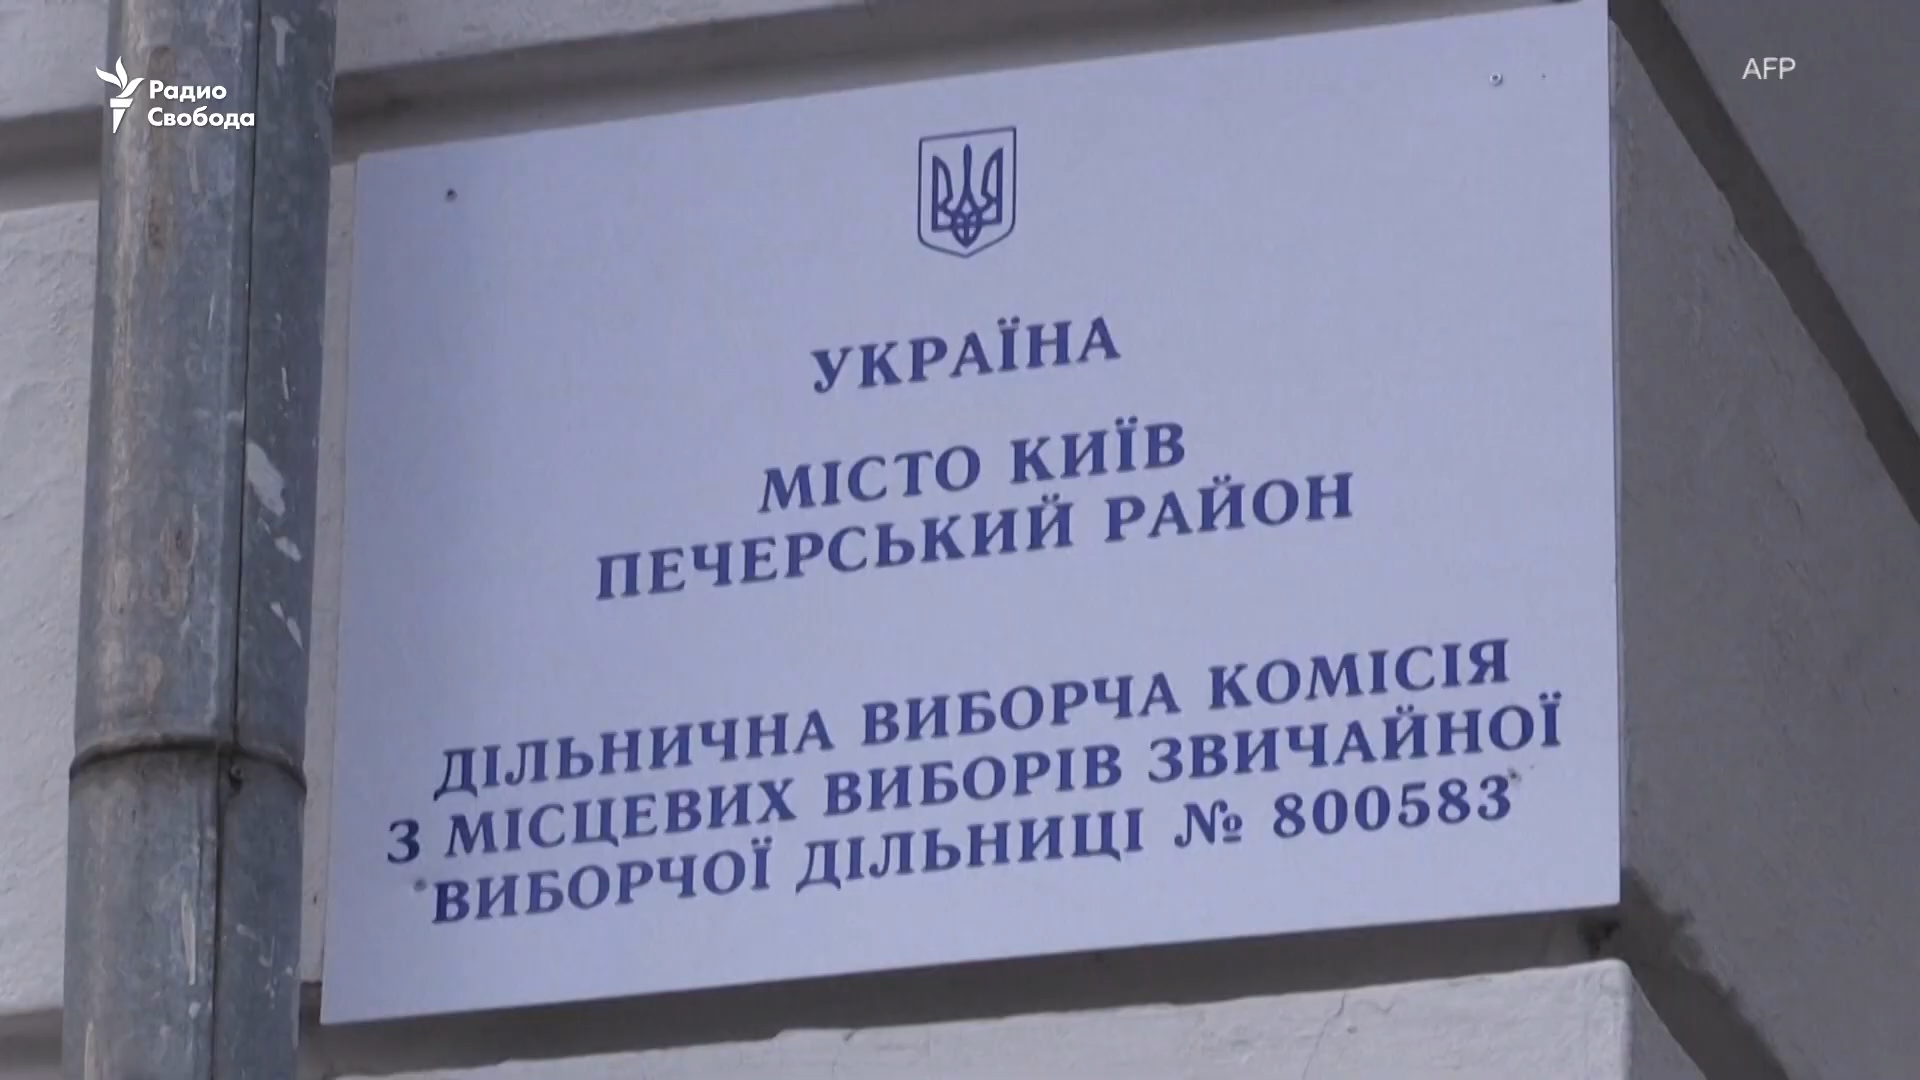 Радио
Свобода
AFP
УКРАЇНА
МІСТО КИЇВ
ПЕЧЕРСЬКИЙ РАЙОН
ДІЛЬНИЧНА ВИБОРЧА КОМІСІЯ
З МІСЦЕВИХ ВИБОРІВ ЗВИЧАЙНОЇ
ВИБОРЧОЇ ДІЛЬНИЦІ № 800583